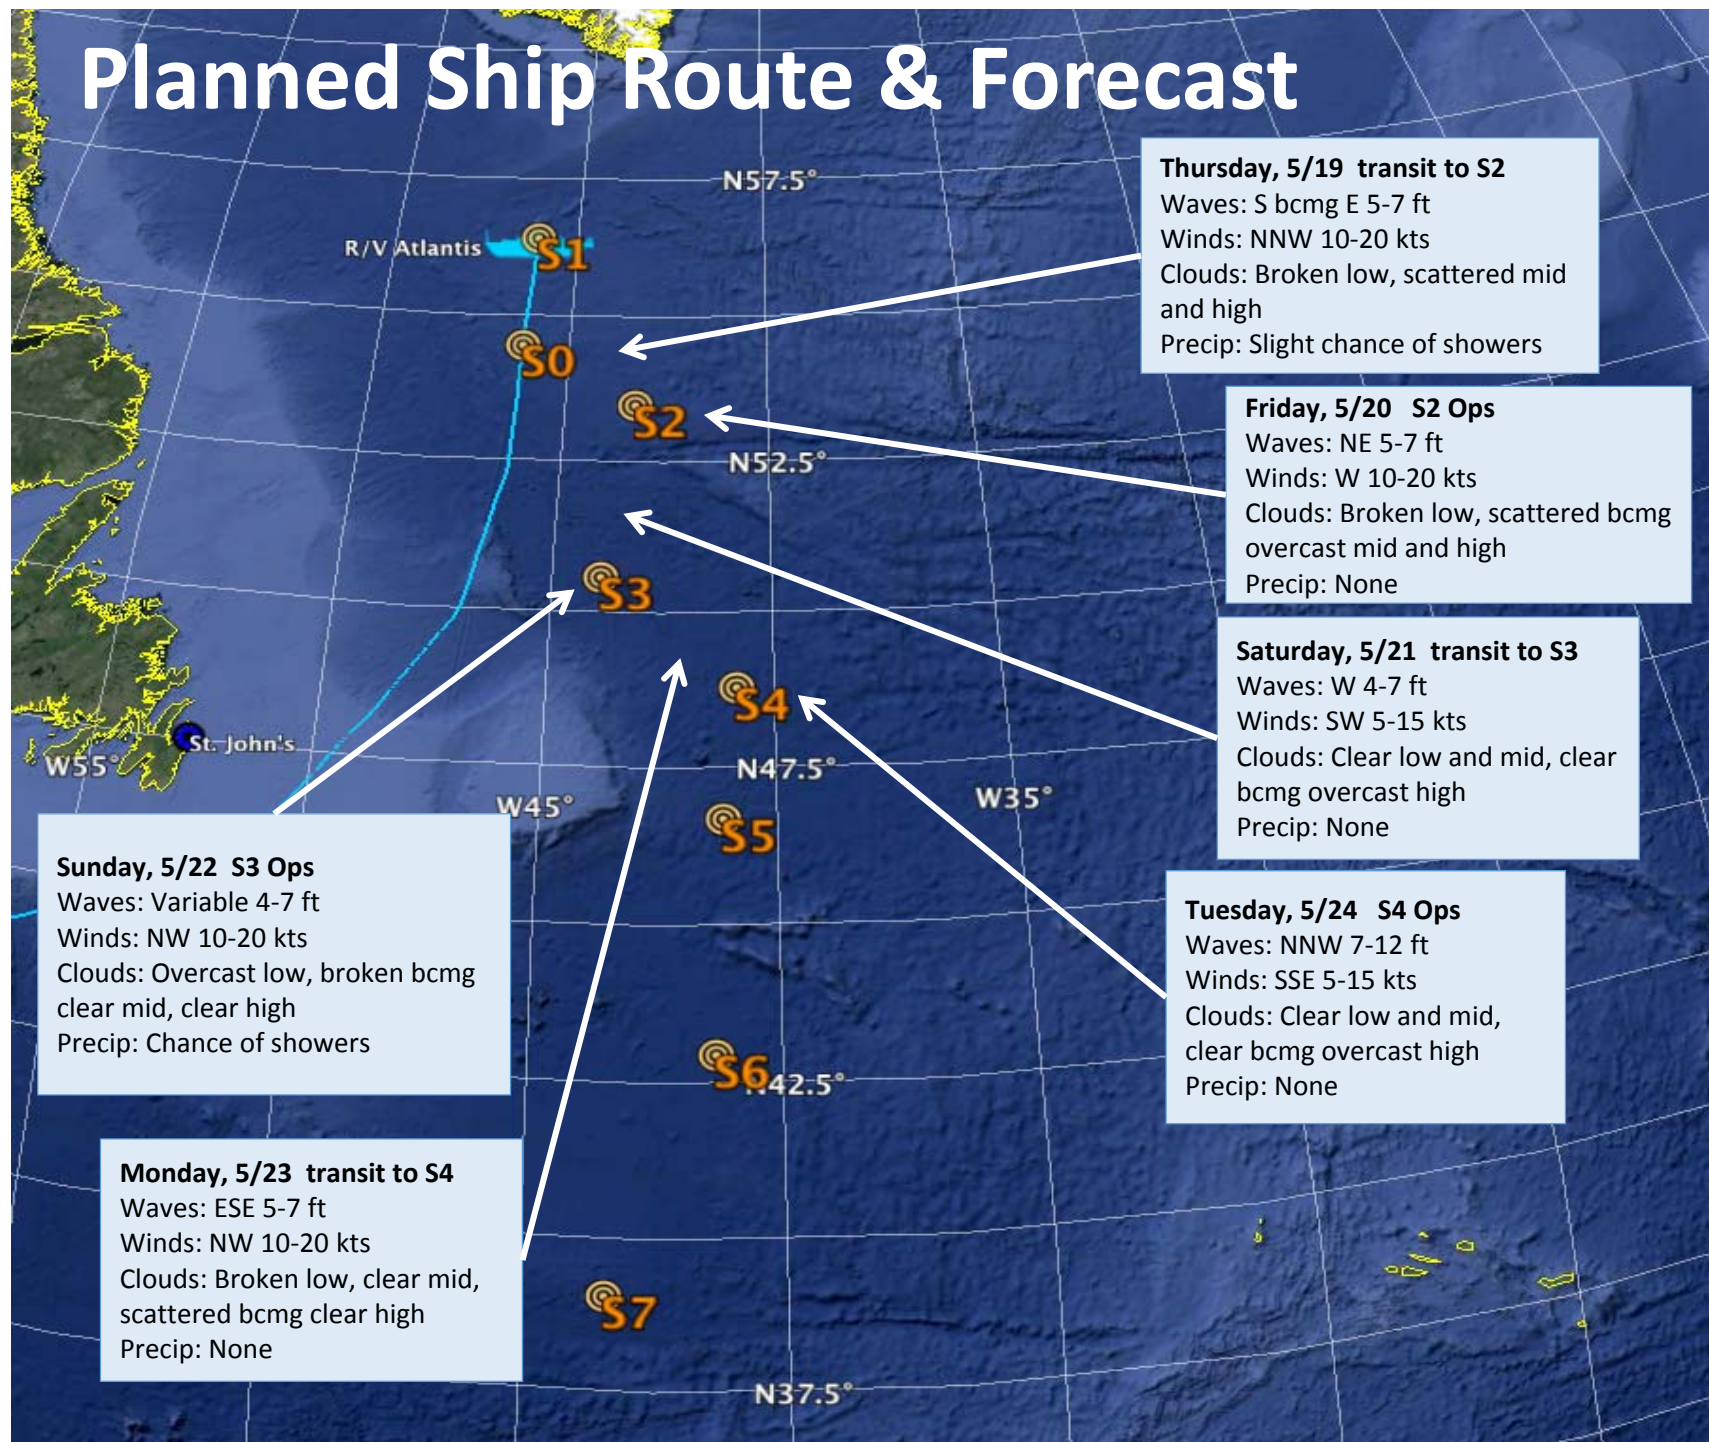 Planned Ship Route & Forecast
N57.5°
R/V Atlantis
S1
S0
S2
N52.5°
S3
S4
St. John's
W55°
N47.5°
W45°
W35°
S5
S6
N42.5°
S7
N37.5°
Thursday, 5/19 transit to S2
Waves: S bcmg E 5-7 ft
Winds: NNW 10-20 kts
Clouds: Broken low, scattered mid
and high
Precip: Slight chance of showers
Friday, 5/20 S2 Ops
Waves: NE 5-7 ft
Winds: W 10-20 kts
Clouds: Broken low, scattered bcmg
overcast mid and high
Precip: None
Saturday, 5/21 transit to S3
Waves: W 4-7 ft
Winds: SW 5-15 kts
Clouds: Clear low and mid, clear
bcmg overcast high
Precip: None
Sunday, 5/22 S3 Ops
Waves: Variable 4-7 ft
Winds: NW 10-20 kts
Clouds: Overcast low, broken bcmg
clear mid, clear high
Precip: Chance of showers
Monday, 5/23 transit to S4
Waves: ESE 5-7 ft
Winds: NW 10-20 kts
Clouds: Broken low, clear mid,
scattered bcmg clear high
Precip: None
Tuesday, 5/24 S4 Ops
Waves: NNW 7-12 ft
Winds: SSE 5-15 kts
Clouds: Clear low and mid,
clear bcmg overcast high
Precip: None